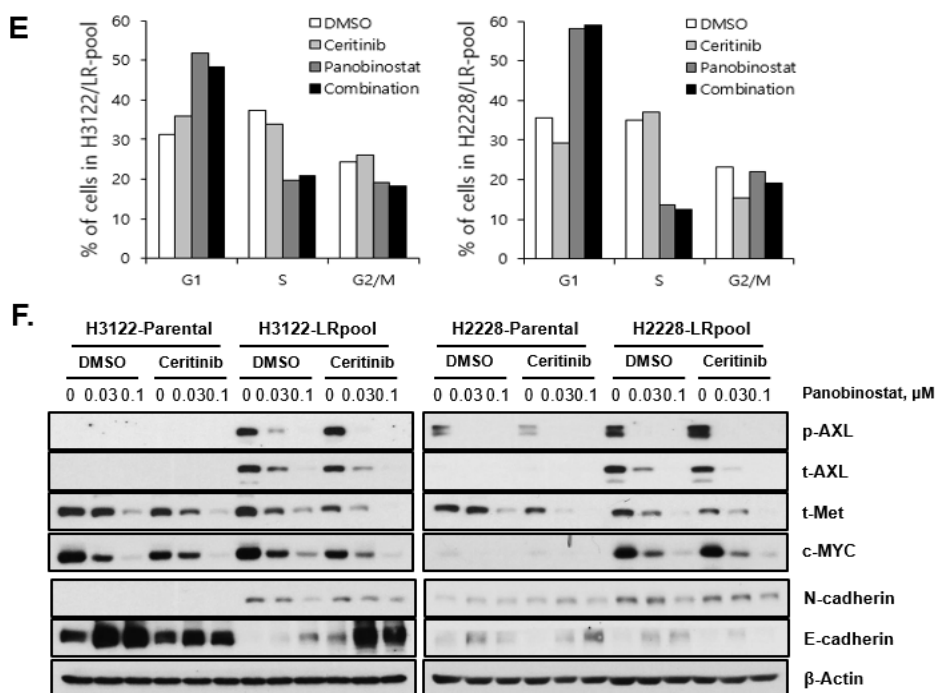 E
% of cells in H3122/LR-pool
60
50
40
30
20
10
0
G1 S G2/M
DMSO
Ceritinib
Panobinostat
Combination
% of cells in H2228/LR-pool
60
50
40
30
20
10
0
G1 S G2/M
DMSO
Ceritinib
Panobinostat
Combination
F.
H3122-Parental H3122-LRpool H2228-Parental H2228-LRpool
DMSO Ceritinib DMSO Ceritinib DMSO Ceritinib DMSO Ceritinib
0 0.03 0.1 0 0.03 0.1 0 0.03 0.1 0 0.03 0.1 0 0.03 0.1 0 0.03 0.1 0 0.03 0.1 0 0.03 0.1 Panobinostat, µM
p-AXL
t-AXL
t-Met
c-MYC
N-cadherin
E-cadherin
β-Actin